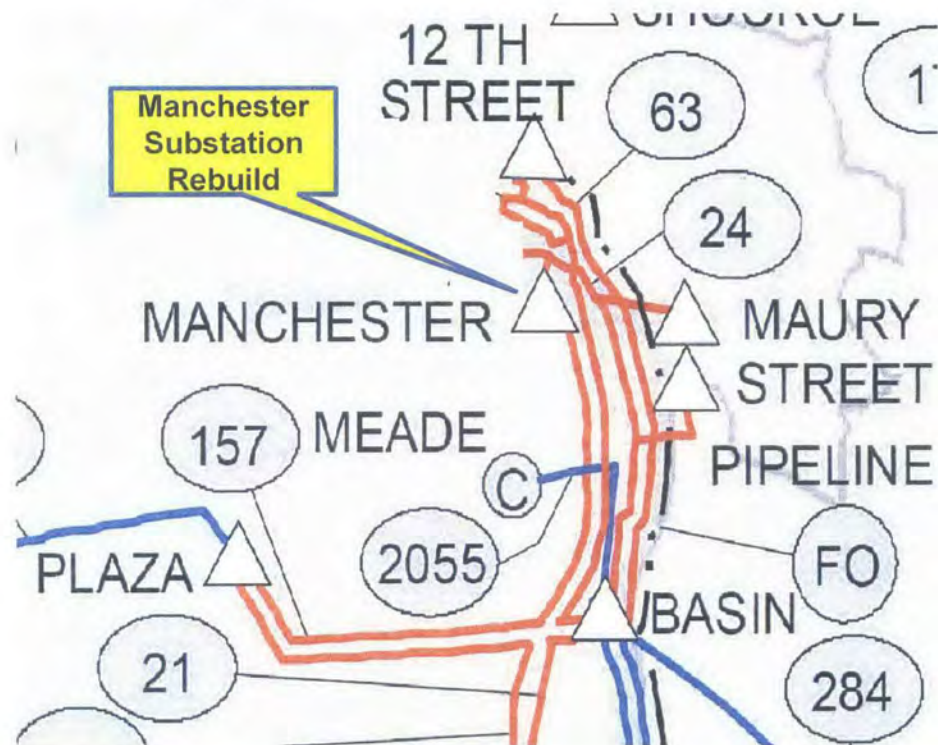 12 TH
STREET
Manchester
Substation
Rebuild
63
24
MANCHESTER
MAURY
STREET
157
MEADE
C
PIPELINE
2055
FO
PLAZA
BASIN
21
284